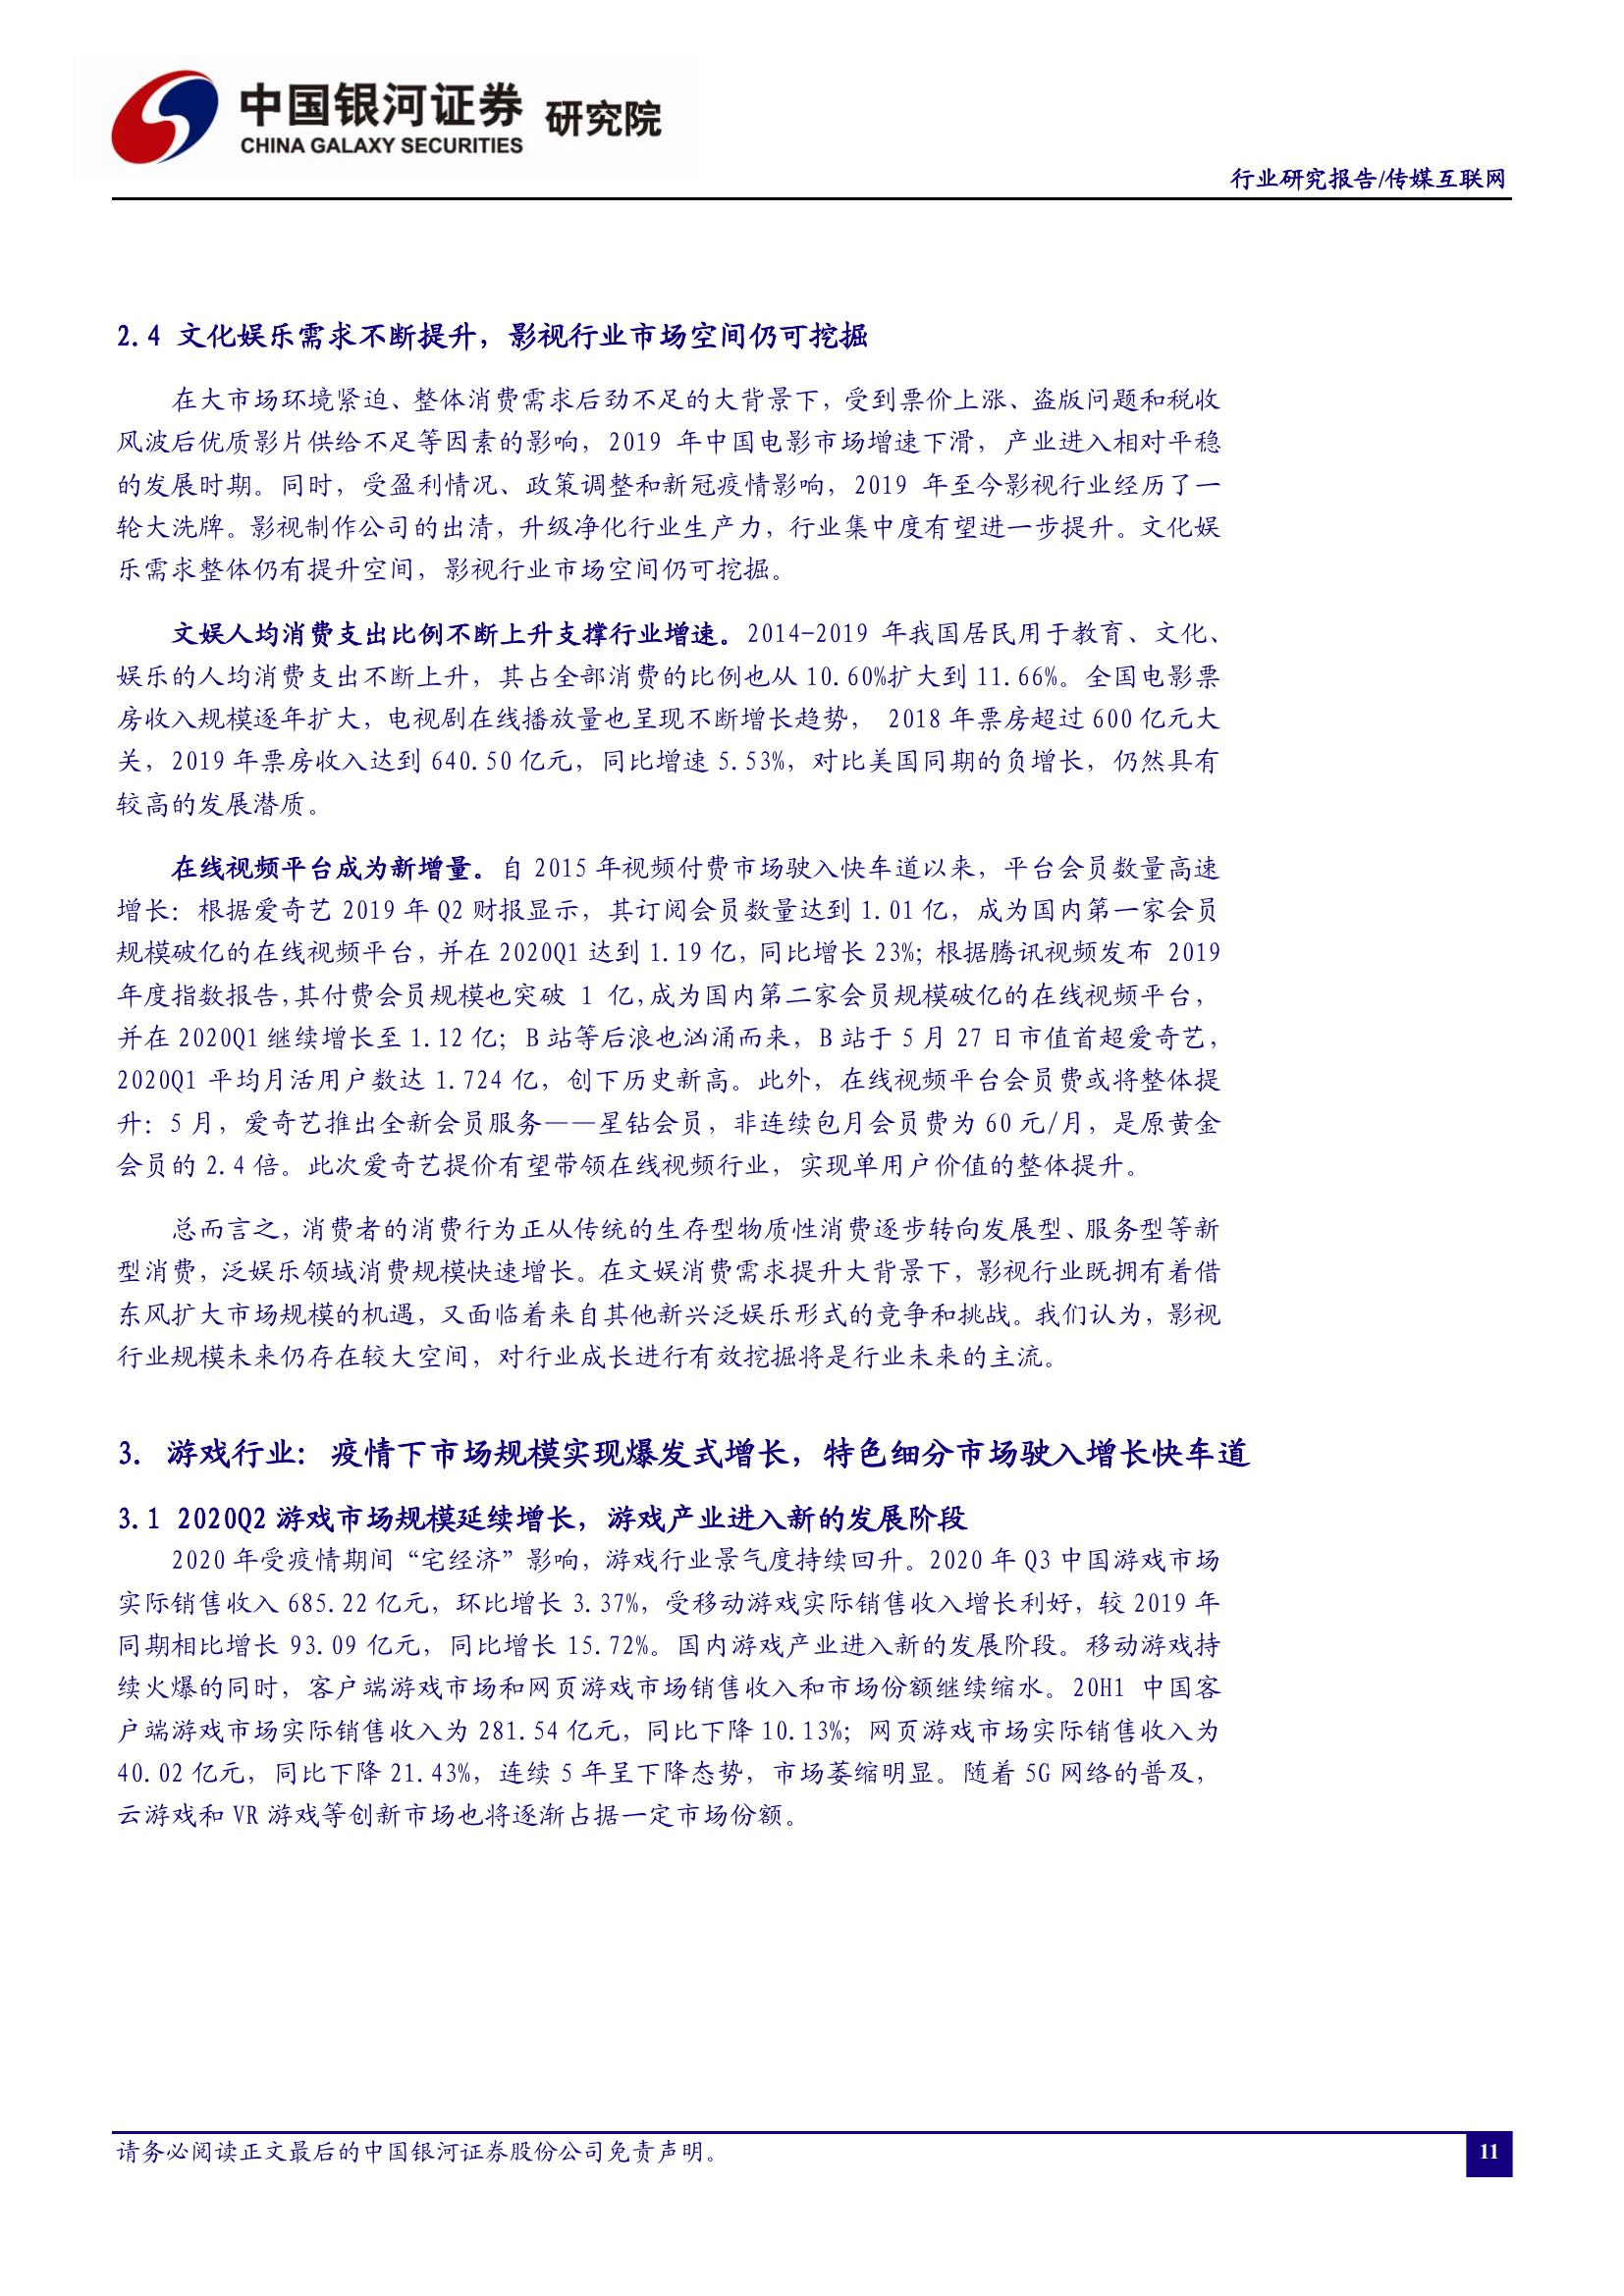 中国银河证券 研究院
CHINA GALAXY SECURITIES
行业研究报告/传媒互联网
2.4 文化娱乐需求不断提升，影视行业市场空间仍可挖掘
在大市场环境紧迫、整体消费需求后劲不足的大背景下，受到票价上涨、盗版问题和税收
风波后优质影片供给不足等因素的影响，2019 年中国电影市场增速下滑，产业进入相对平稳
的发展时期。同时，受盈利情况、政策调整和新冠疫情影响，2019 年至今影视行业经历了一
轮大洗牌。影视制作公司的出清，升级净化行业生产力，行业集中度有望进一步提升。文化娱
乐需求整体仍有提升空间，影视行业市场空间仍可挖掘。
文娱人均消费支出比例不断上升支撑行业增速。2014-2019 年我国居民用于教育、文化、
娱乐的人均消费支出不断上升，其占全部消费的比例也从 10.60%扩大到 11.66%。全国电影票
房收入规模逐年扩大，电视剧在线播放量也呈现不断增长趋势， 2018 年票房超过 600 亿元大
关，2019 年票房收入达到 640.50 亿元，同比增速 5.53%，对比美国同期的负增长，仍然具有
较高的发展潜质。
在线视频平台成为新增量。自 2015 年视频付费市场驶入快车道以来，平台会员数量高速
增长：根据爱奇艺 2019 年 Q2 财报显示，其订阅会员数量达到 1.01 亿，成为国内第一家会员
规模破亿的在线视频平台，并在 2020Q1 达到 1.19 亿，同比增长 23%；根据腾讯视频发布 2019
年度指数报告，其付费会员规模也突破 1 亿，成为国内第二家会员规模破亿的在线视频平台，
并在 2020Q1 继续增长至 1.12 亿；B 站等后浪也汹涌而来，B 站于 5 月 27 日市值首超爱奇艺，
2020Q1 平均月活用户数达 1.724 亿，创下历史新高。此外，在线视频平台会员费或将整体提
升：5 月，爱奇艺推出全新会员服务——星钻会员，非连续包月会员费为 60 元/月，是原黄金
会员的 2.4 倍。此次爱奇艺提价有望带领在线视频行业，实现单用户价值的整体提升。
总而言之，消费者的消费行为正从传统的生存型物质性消费逐步转向发展型、服务型等新
型消费，泛娱乐领域消费规模快速增长。在文娱消费需求提升大背景下，影视行业既拥有着借
东风扩大市场规模的机遇，又面临着来自其他新兴泛娱乐形式的竞争和挑战。我们认为，影视
行业规模未来仍存在较大空间，对行业成长进行有效挖掘将是行业未来的主流。
3. 游戏行业：疫情下市场规模实现爆发式增长，特色细分市场驶入增长快车道
3.1 2020Q2 游戏市场规模延续增长，游戏产业进入新的发展阶段
2020 年受疫情期间“宅经济”影响，游戏行业景气度持续回升。2020 年 Q3 中国游戏市场
实际销售收入 685.22 亿元，环比增长 3.37%，受移动游戏实际销售收入增长利好，较 2019 年
同期相比增长 93.09 亿元，同比增长 15.72%。国内游戏产业进入新的发展阶段。移动游戏持
续火爆的同时，客户端游戏市场和网页游戏市场销售收入和市场份额继续缩水。20H1 中国客
户端游戏市场实际销售收入为 281.54 亿元，同比下降 10.13%；网页游戏市场实际销售收入为
40.02 亿元，同比下降 21.43%，连续 5 年呈下降态势，市场萎缩明显。随着 5G 网络的普及，
云游戏和 VR 游戏等创新市场也将逐渐占据一定市场份额。
请务必阅读正文最后的中国银河证券股份公司免责声明。
11